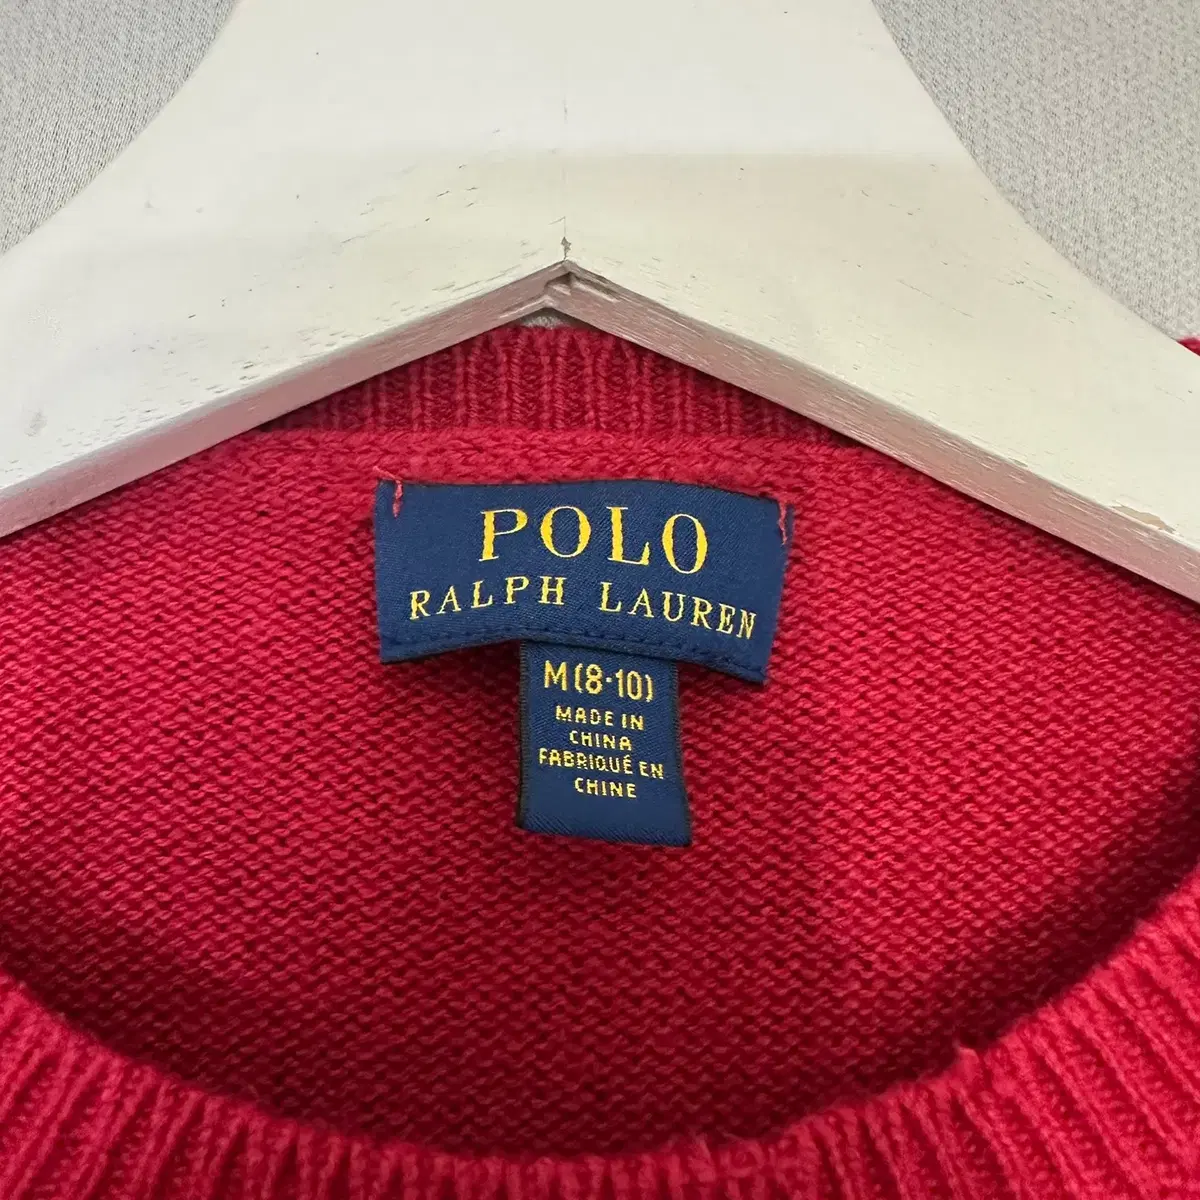 POLO
RALPH LAUREN
M(8·10)
MADE IN
CHINA
FABRIQUÉ EN
CHINE